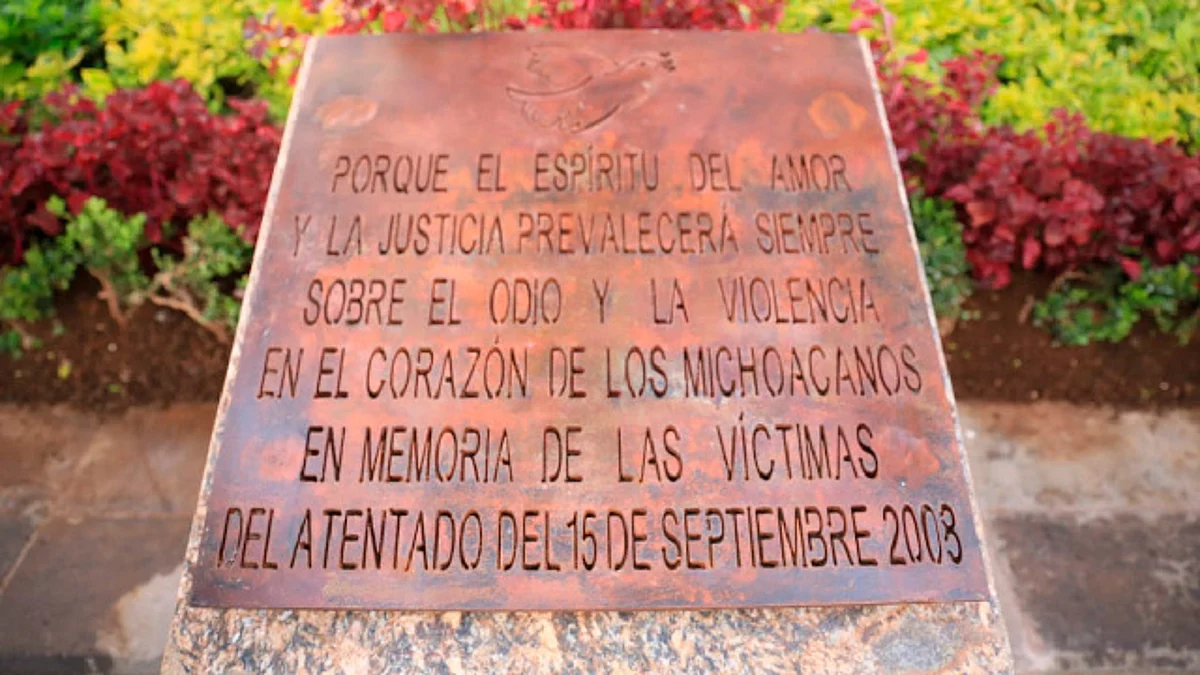 PORQUE EL ESPÍRITU DEL AMOR
Y LA JUSTICIA PREVALECERÁ SIEMPRE
SOBRE EL ODIO Y LA VIOLENCIA
EN EL CORAZÓN DE LOS MICHOACANOS
EN MEMORIA DE LAS VÍCTIMAS
DEL ATENTADO DEL 15 DE SEPTIEMBRE 2008